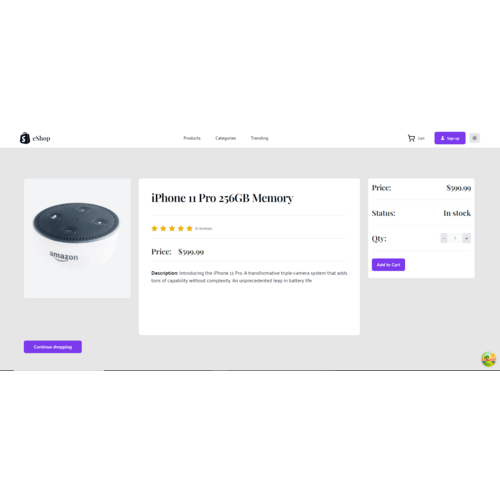 eShop
Products
Categories
Trending
Cart
Sign up
amazon
iPhone 11 Pro 256GB Memory
Price: $599.99
Description: Introducing the iPhone 11 Pro. A transformative triple-camera system that adds
tons of capability without complexity. An unprecedented leap in battery life
Price: $599.99
Status: In stock
Qty: - 1 +
Add to Cart
Continue shopping